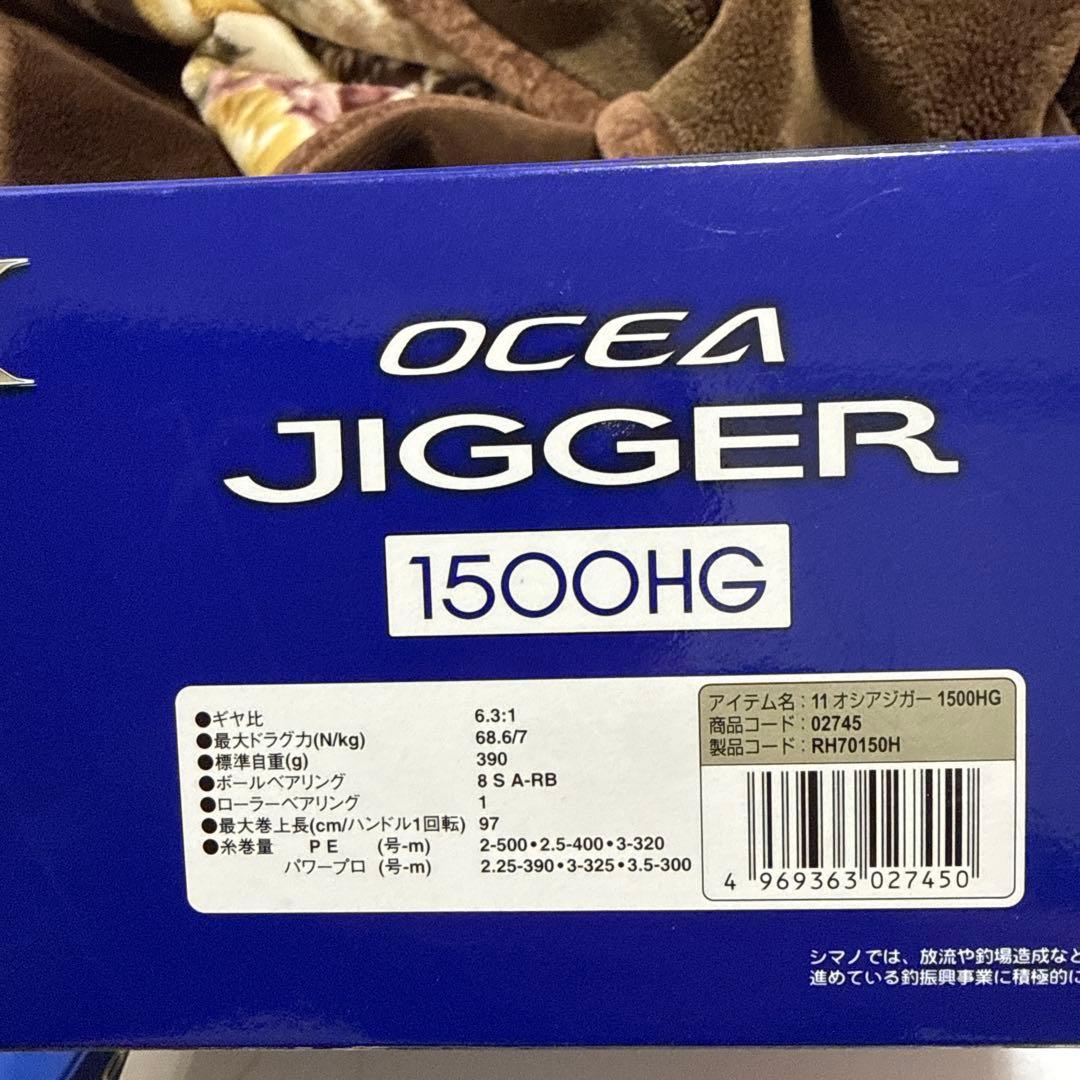 OCEA
JIGGER
1500HG
●ギヤ比 6.3:1
●最大ドラグ力(N/kg) 68.6/7
●標準自重(g) 390
●ボールベアリング 8 S A-RB
●ローラーベアリング 1
●最大巻上長(cm/ハンドル1回転) 97
●糸巻量 PE (号-m) 2-500•2.5-400•3-320
パワープロ (号-m) 2.25-390•3-325•3.5-300
アイテム名：11 オシアジガー 1500HG
商品コード：02745
製品コード：RH70150H
4 969363 027450
シマノでは、放流や釣場造成など
進めている釣振興事業に積極的に